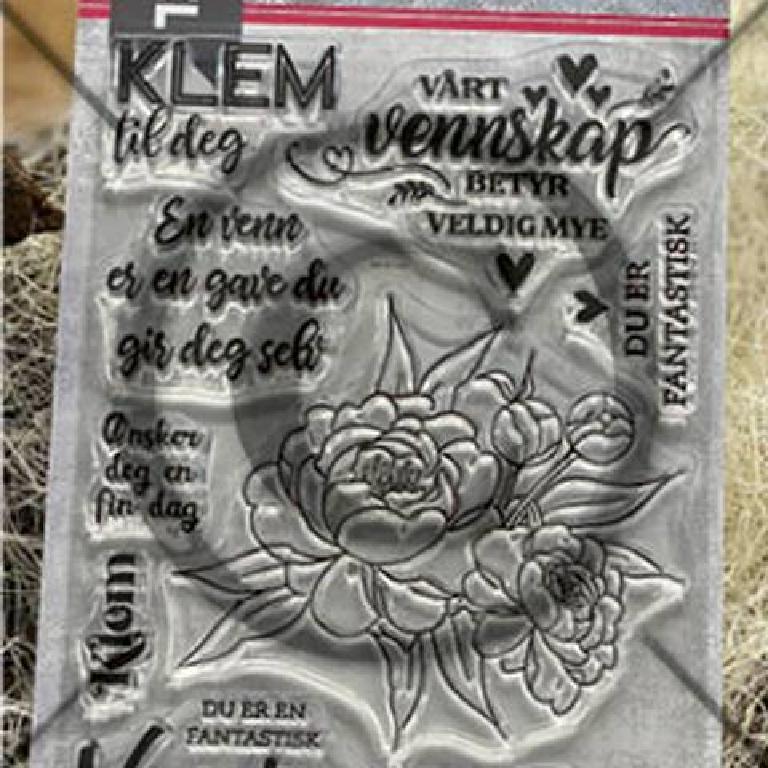 KLEM
til deg
VÅRT
vennskap
BETYR
VELDIG MYE
En venn
er en gave du
gir deg selv
DU ER
FANTASTISK
Ønsker
deg en
fin dag
Klem
DU ER EN
FANTASTISK